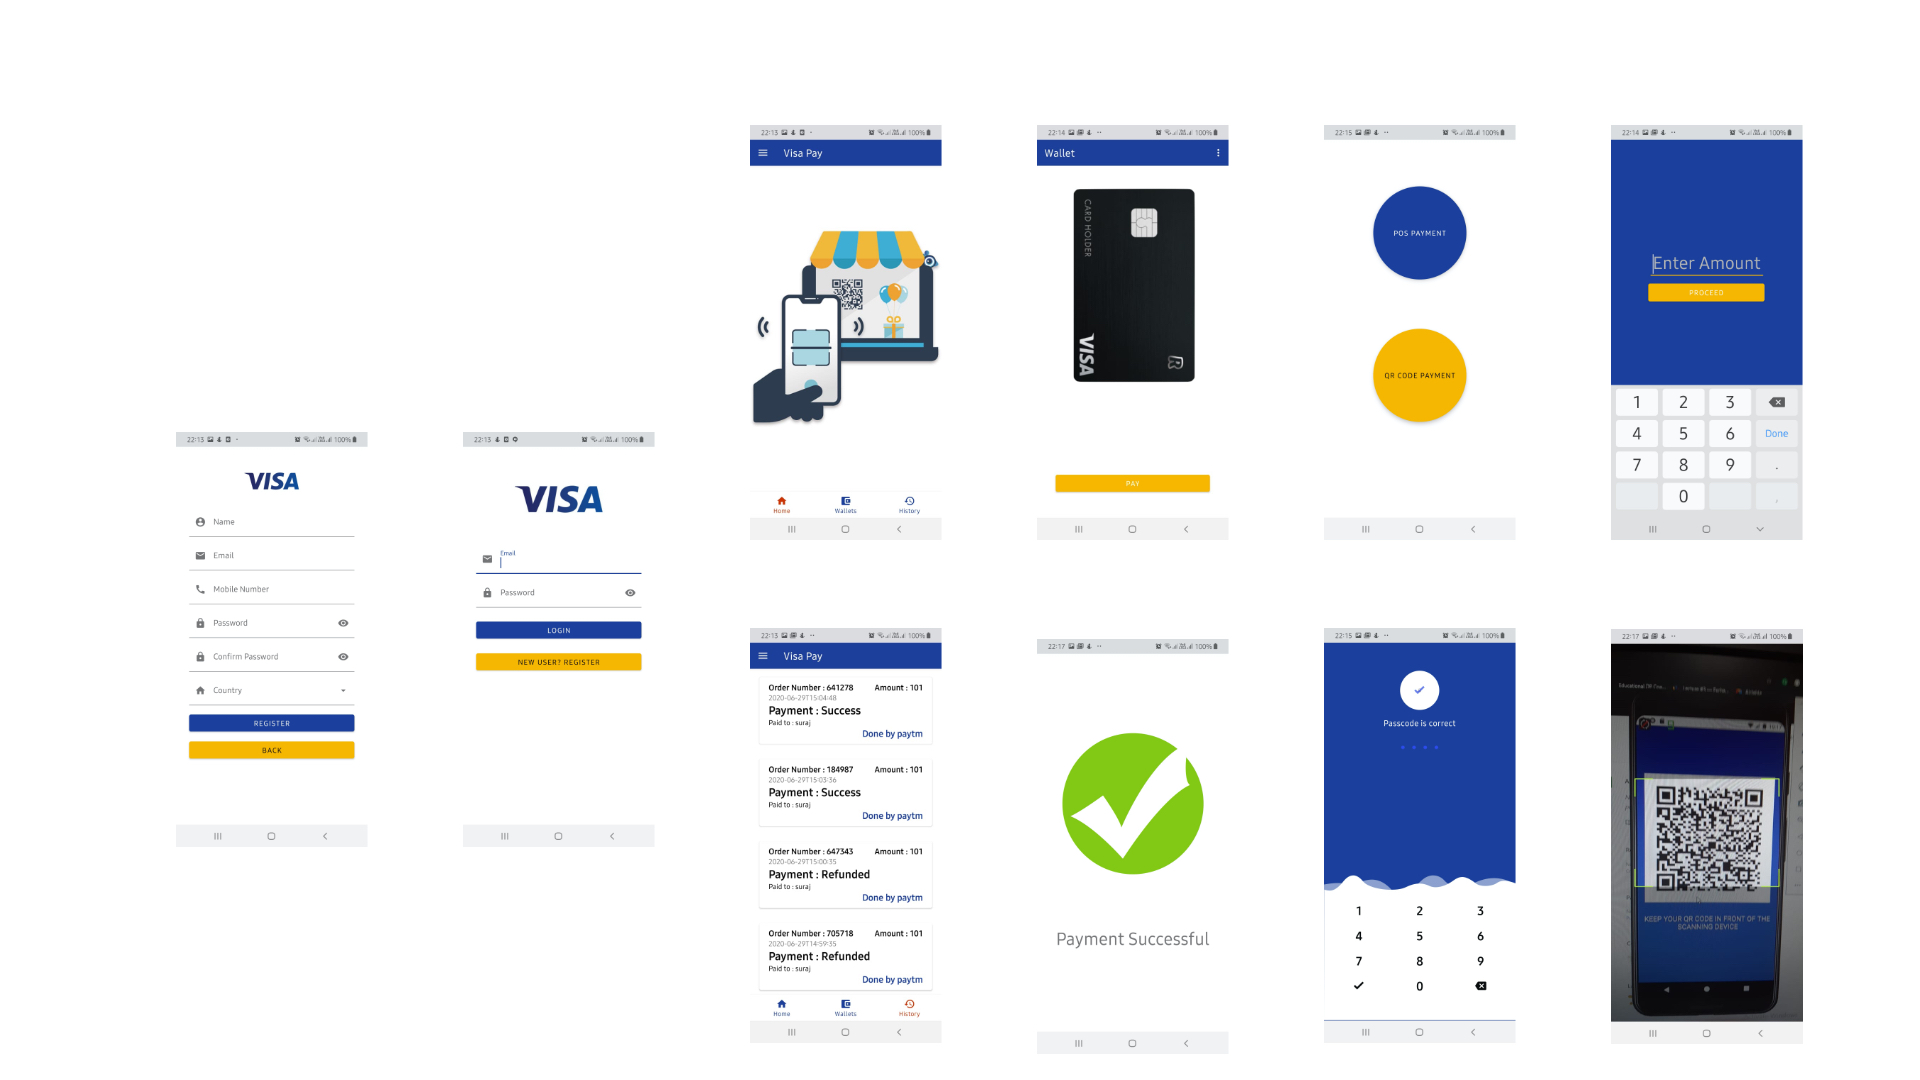 22:13
100%
VISA
Name
Email
Mobile Number
Password
Confirm Password
Country
REGISTER
BACK
22:13
100%
VISA
Email
Password
LOGIN
NEW USER? REGISTER
22:13
100%
Visa Pay
Home
Wallets
History
22:14
100%
Wallet
CARD HOLDER
VISA
PAY
22:15
100%
POS PAYMENT
QR CODE PAYMENT
22:14
100%
Enter Amount
PROCEED
1 2 3
4 5 6 Done
7 8 9 .
0 ,
22:13
100%
Visa Pay
Order Number : 641278 Amount : 101
2020-06-29T15:04:48
Payment : Success
Paid to : suraj
Done by paytm
Order Number : 184987 Amount : 101
2020-06-29T15:03:36
Payment : Success
Paid to : suraj
Done by paytm
Order Number : 647343 Amount : 101
2020-06-29T15:00:35
Payment : Refunded
Paid to : suraj
Done by paytm
Order Number : 705718 Amount : 101
2020-06-29T14:59:35
Payment : Refunded
Paid to : suraj
Done by paytm
Home
Wallets
History
22:17
100%
Payment Successful
22:15
100%
Passcode is correct
1 2 3
4 5 6
7 8 9
0
22:17
100%
KEEP YOUR QR CODE IN FRONT OF THE
SCANNING DEVICE